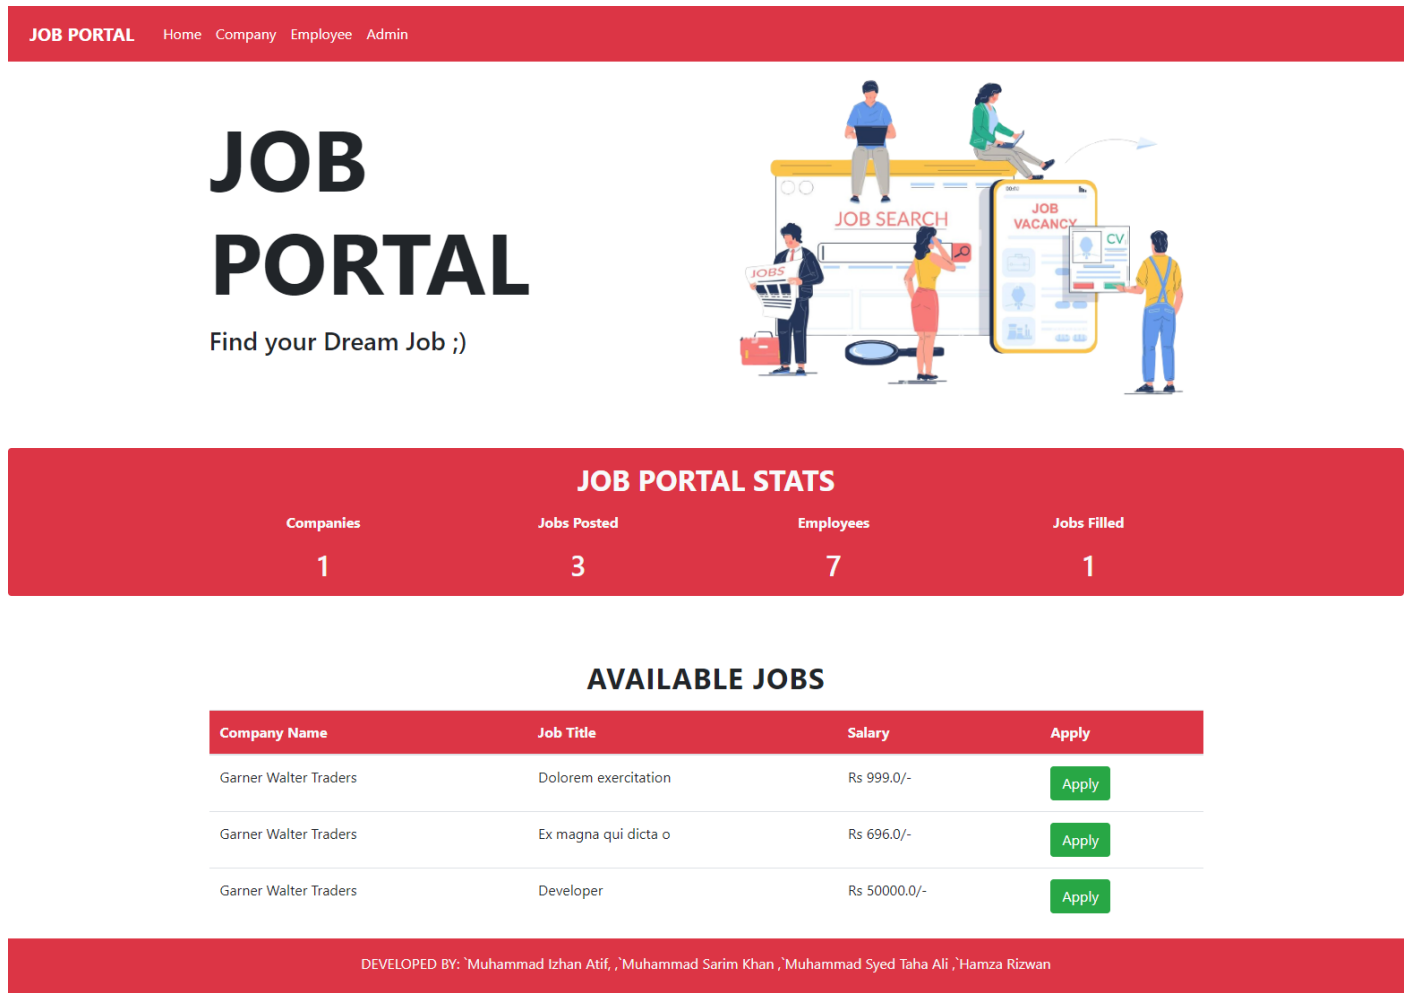 JOB PORTAL Home Company Employee Admin
JOB
PORTAL
Find your Dream Job ;)
JOB SEARCH
JOB
VACANCY
CV
JOBS
JOB PORTAL STATS
Companies Jobs Posted Employees Jobs Filled
1 3 7 1
AVAILABLE JOBS
Company Name Job Title Salary Apply
Garner Walter Traders Dolorem exercitation Rs 999.0/- Apply
Garner Walter Traders Ex magna qui dicta o Rs 696.0/- Apply
Garner Walter Traders Developer Rs 50000.0/- Apply
DEVELOPED BY: `Muhammad Izhan Atif, ,`Muhammad Sarim Khan ,`Muhammad Syed Taha Ali ,`Hamza Rizwan